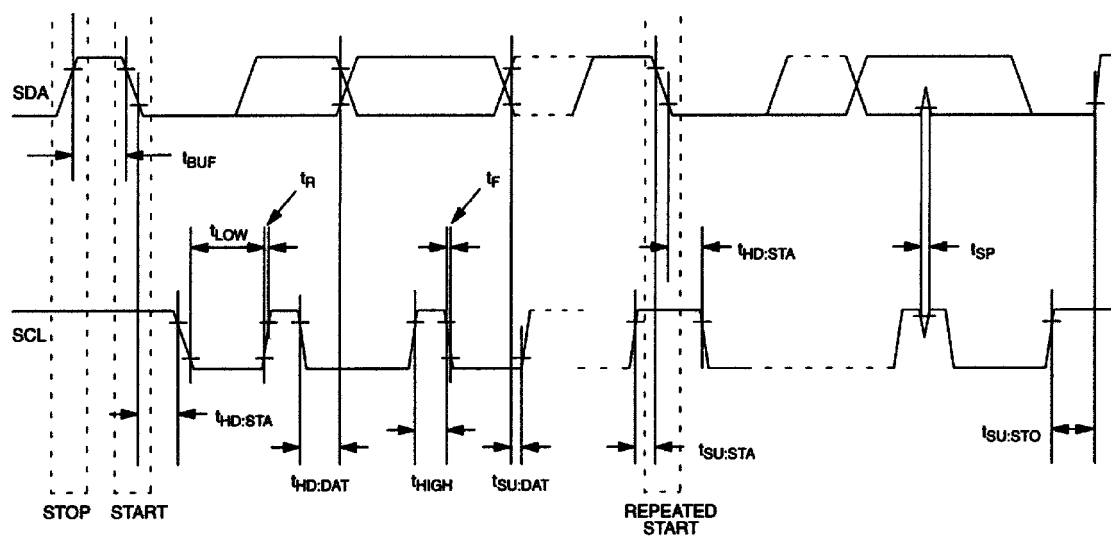 SDA
tBUF
tR
tF
tLOW
tHD:STA
tSP
SCL
tHD:STA
tSU:STA
tSU:STO
tHD:DAT
tHIGH
tSU:DAT
STOP
START
REPEATED
START